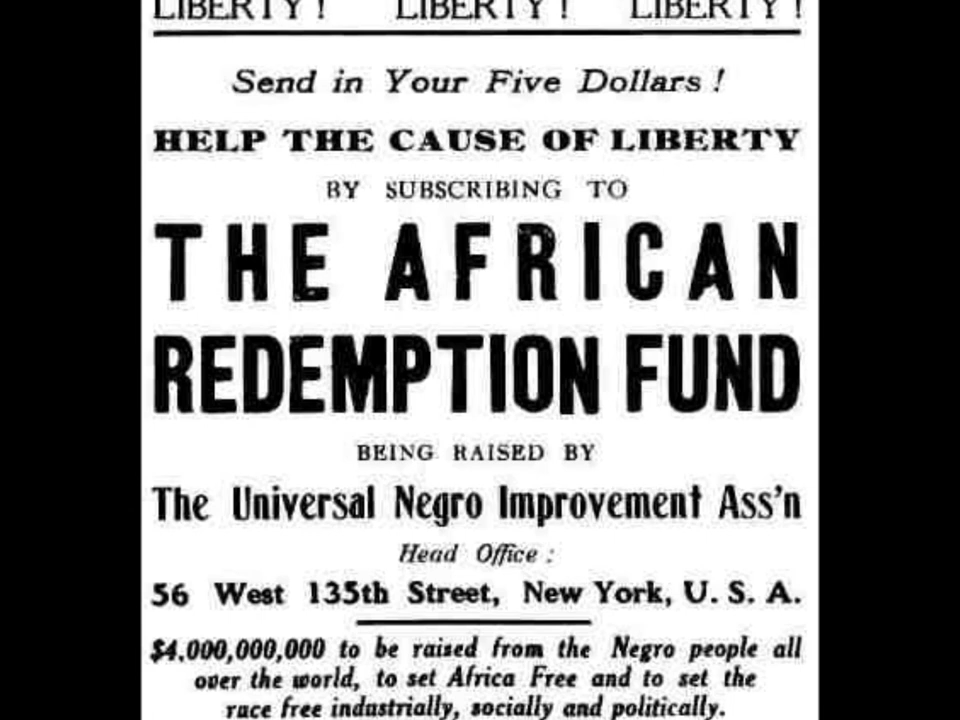 LIBERTY! LIBERTY! LIBERTY!
Send in Your Five Dollars!
HELP THE CAUSE OF LIBERTY
BY SUBSCRIBING TO
THE AFRICAN
REDEMPTION FUND
BEING RAISED BY
The Universal Negro Improvement Ass'n
Head Office:
56 West 135th Street, New York, U. S. A.
$4,000,000,000 to be raised from the Negro people all
over the world, to set Africa Free and to set the
race free industrially, socially and politically.